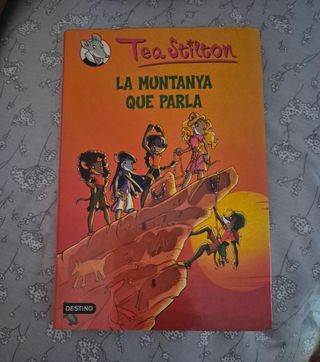 Tea Stilton
LA MUNTANYA
QUE PARLA
DESTINO